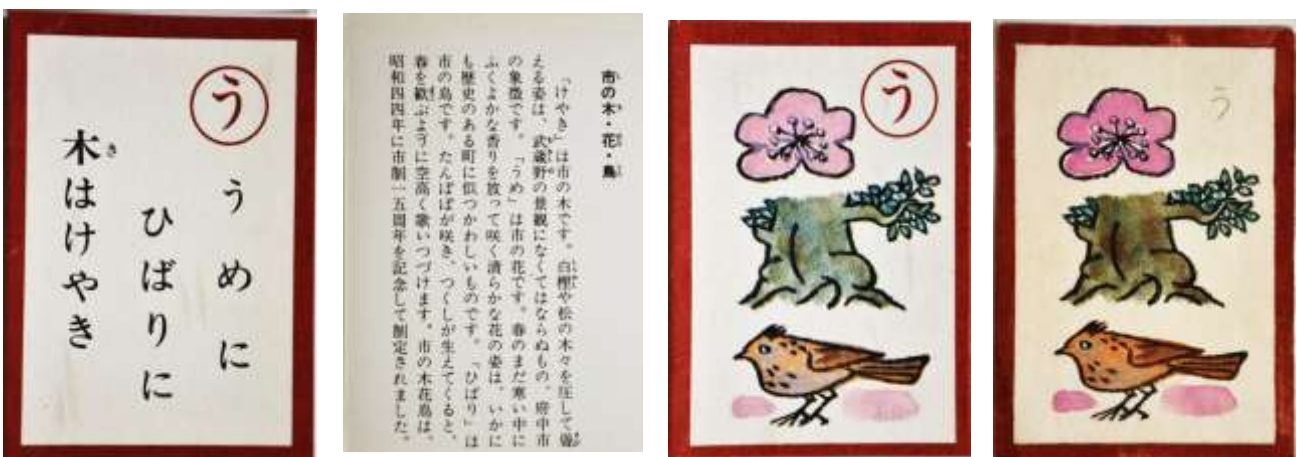 う
うめに
ひばりに
木はけやき
き
市の木・花・鳥
「けやき」は市の木です。白樫や松の木々を圧して聳
える姿は、武蔵野の景観になくてはならぬもの。府中市
の象徴です。「うめ」は市の花です。春のまだ寒い中に
ふくよかな香りを放って咲く清らかな花の姿は、いかに
も歴史のある町に似つかわしいものです。「ひばり」は
市の鳥です。たんぽぽが咲き、つくしが生えてくると、
春を歓ぶように空高く歌いつづけます。市の木花鳥は、
昭和四四年に市制一五周年を記念して制定されました。
う
う